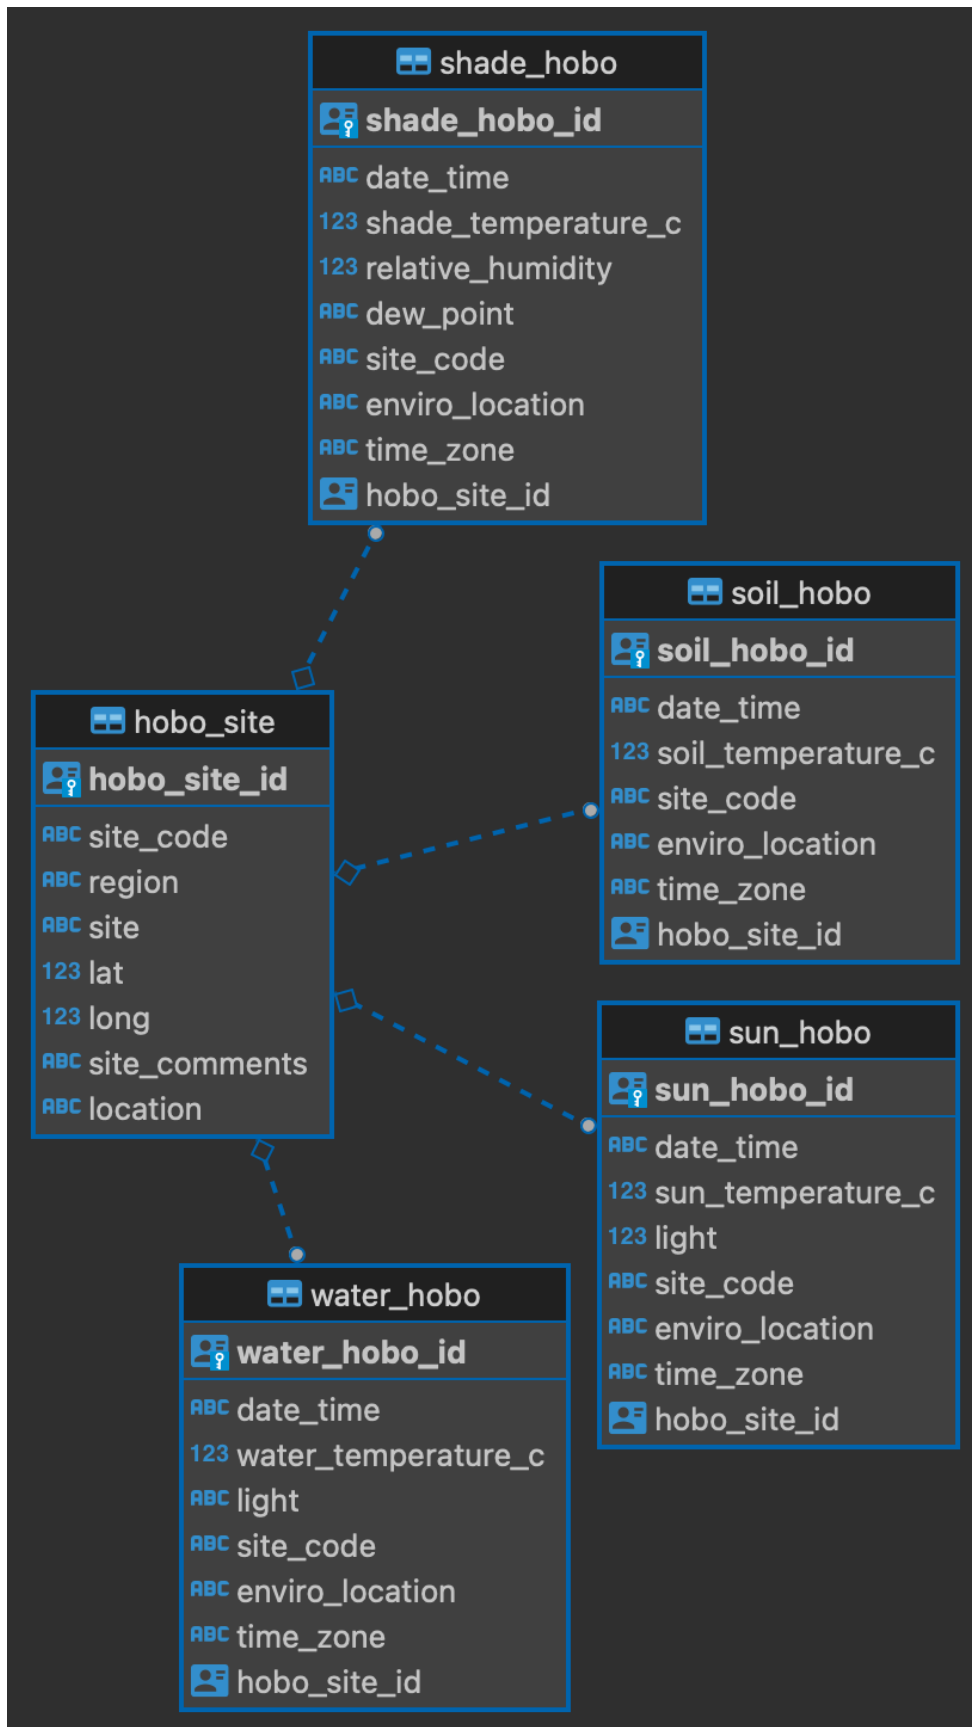 shade_hobo
shade_hobo_id
ABC date_time
123 shade_temperature_c
123 relative_humidity
ABC dew_point
ABC site_code
ABC enviro_location
ABC time_zone
hobo_site_id
soil_hobo
soil_hobo_id
ABC date_time
123 soil_temperature_c
ABC site_code
ABC enviro_location
ABC time_zone
hobo_site_id
hobo_site
hobo_site_id
ABC site_code
ABC region
ABC site
123 lat
123 long
ABC site_comments
ABC location
sun_hobo
sun_hobo_id
ABC date_time
123 sun_temperature_c
123 light
ABC site_code
ABC enviro_location
ABC time_zone
hobo_site_id
water_hobo
water_hobo_id
ABC date_time
123 water_temperature_c
ABC light
ABC site_code
ABC enviro_location
ABC time_zone
hobo_site_id